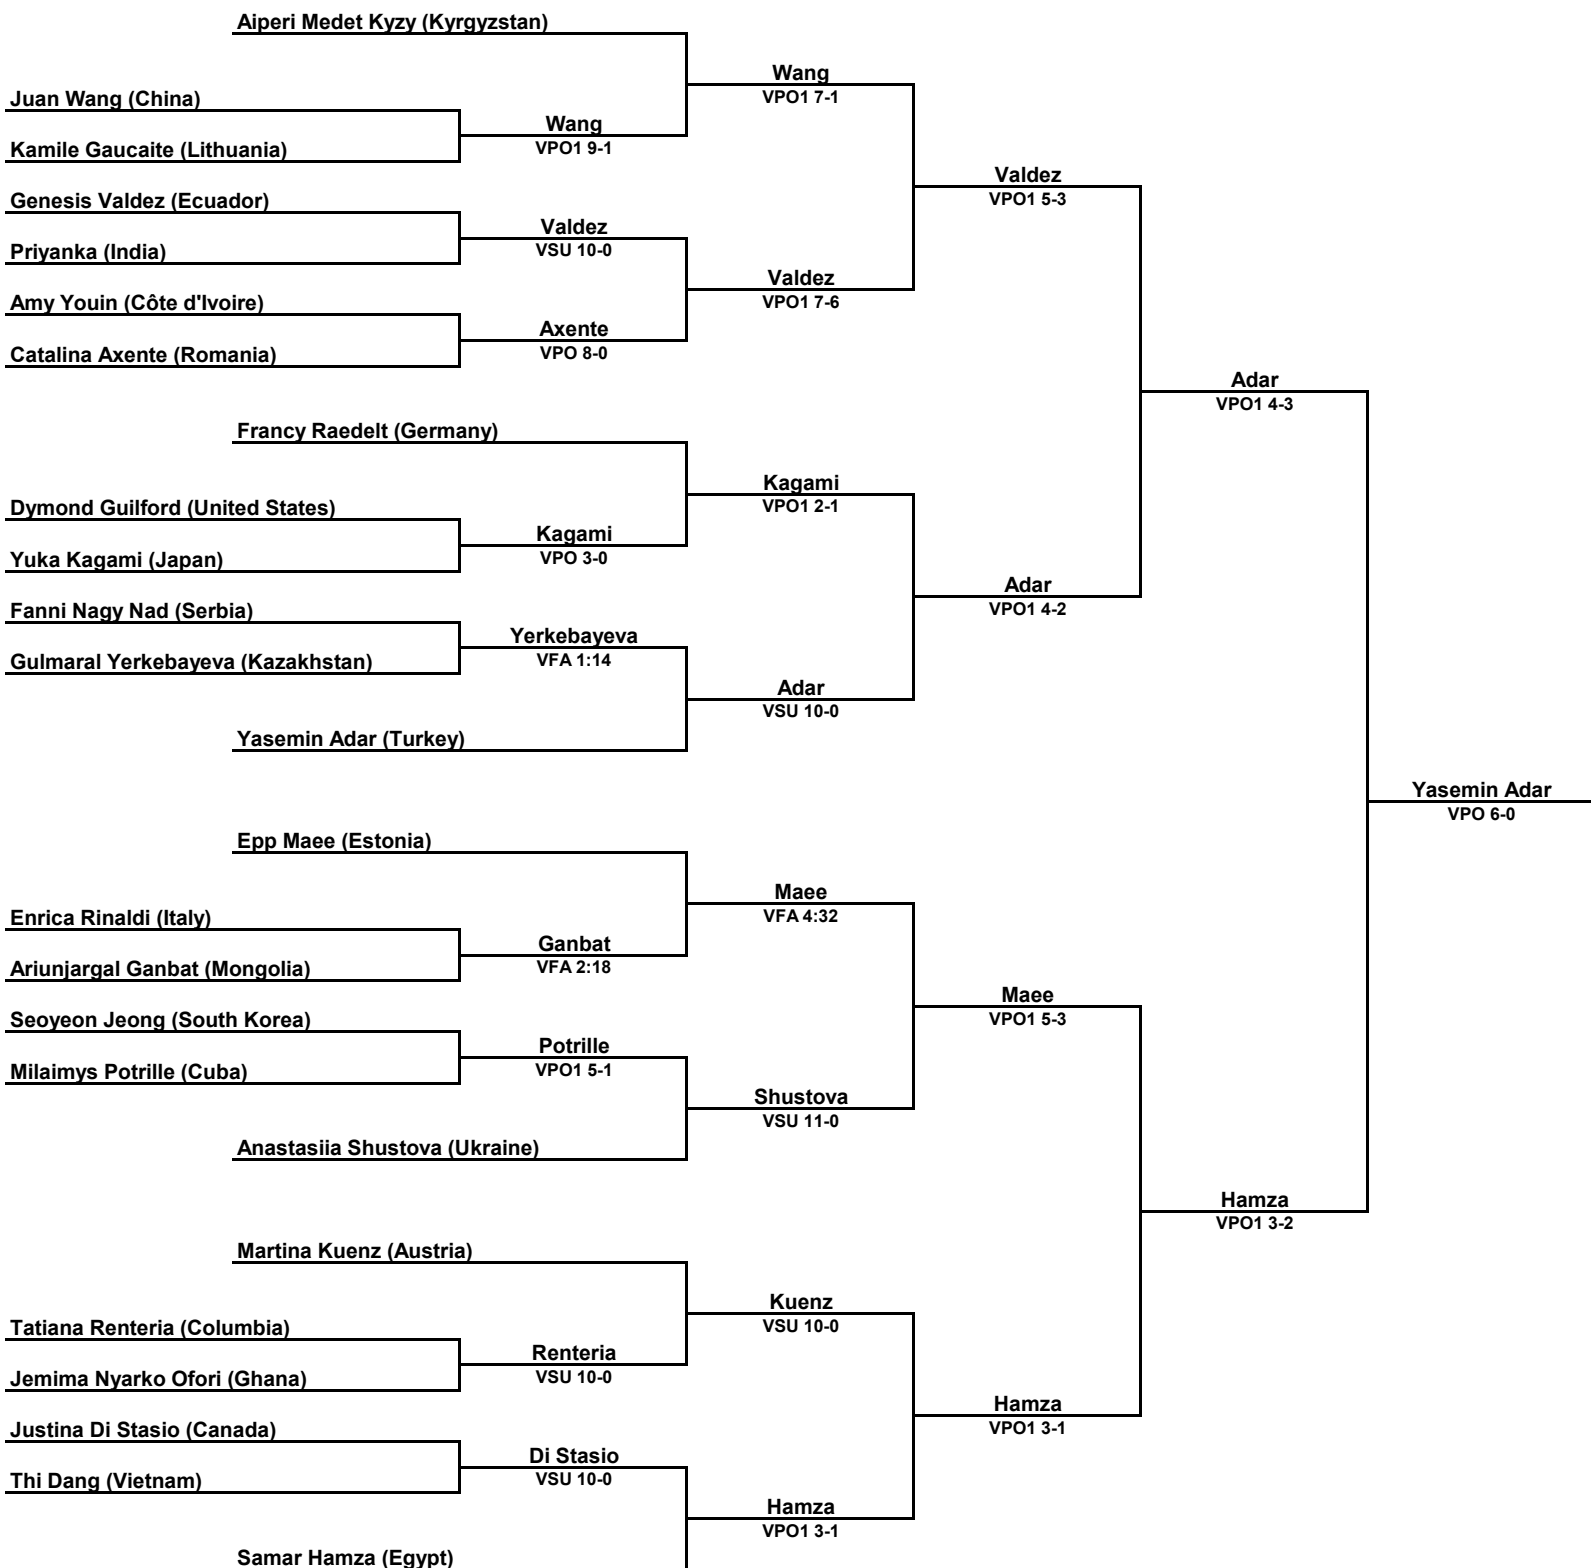 Aiperi Medet Kyzy (Kyrgyzstan)
Wang
VPO1 7-1
Juan Wang (China)
Wang
VPO1 9-1
Kamile Gaucaite (Lithuania)
Valdez
VPO1 5-3
Genesis Valdez (Ecuador)
Valdez
VSU 10-0
Priyanka (India)
Valdez
VPO1 7-6
Amy Youin (Côte d'Ivoire)
Axente
VPO 8-0
Catalina Axente (Romania)
Adar
VPO1 4-3
Francy Raedelt (Germany)
Kagami
VPO1 2-1
Dymond Guilford (United States)
Kagami
VPO 3-0
Yuka Kagami (Japan)
Adar
VPO1 4-2
Fanni Nagy Nad (Serbia)
Yerkebayeva
VFA 1:14
Gulmaral Yerkebayeva (Kazakhstan)
Adar
VSU 10-0
Yasemin Adar (Turkey)
Yasemin Adar
VPO 6-0
Epp Maee (Estonia)
Maee
VFA 4:32
Enrica Rinaldi (Italy)
Ganbat
VFA 2:18
Ariunjargal Ganbat (Mongolia)
Maee
VPO1 5-3
Seoyeon Jeong (South Korea)
Potrille
VPO1 5-1
Milaimys Potrille (Cuba)
Shustova
VSU 11-0
Anastasiia Shustova (Ukraine)
Hamza
VPO1 3-2
Martina Kuenz (Austria)
Kuenz
VSU 10-0
Tatiana Renteria (Columbia)
Renteria
VSU 10-0
Jemima Nyarko Ofori (Ghana)
Hamza
VPO1 3-1
Justina Di Stasio (Canada)
Di Stasio
VSU 10-0
Thi Dang (Vietnam)
Hamza
VPO1 3-1
Samar Hamza (Egypt)